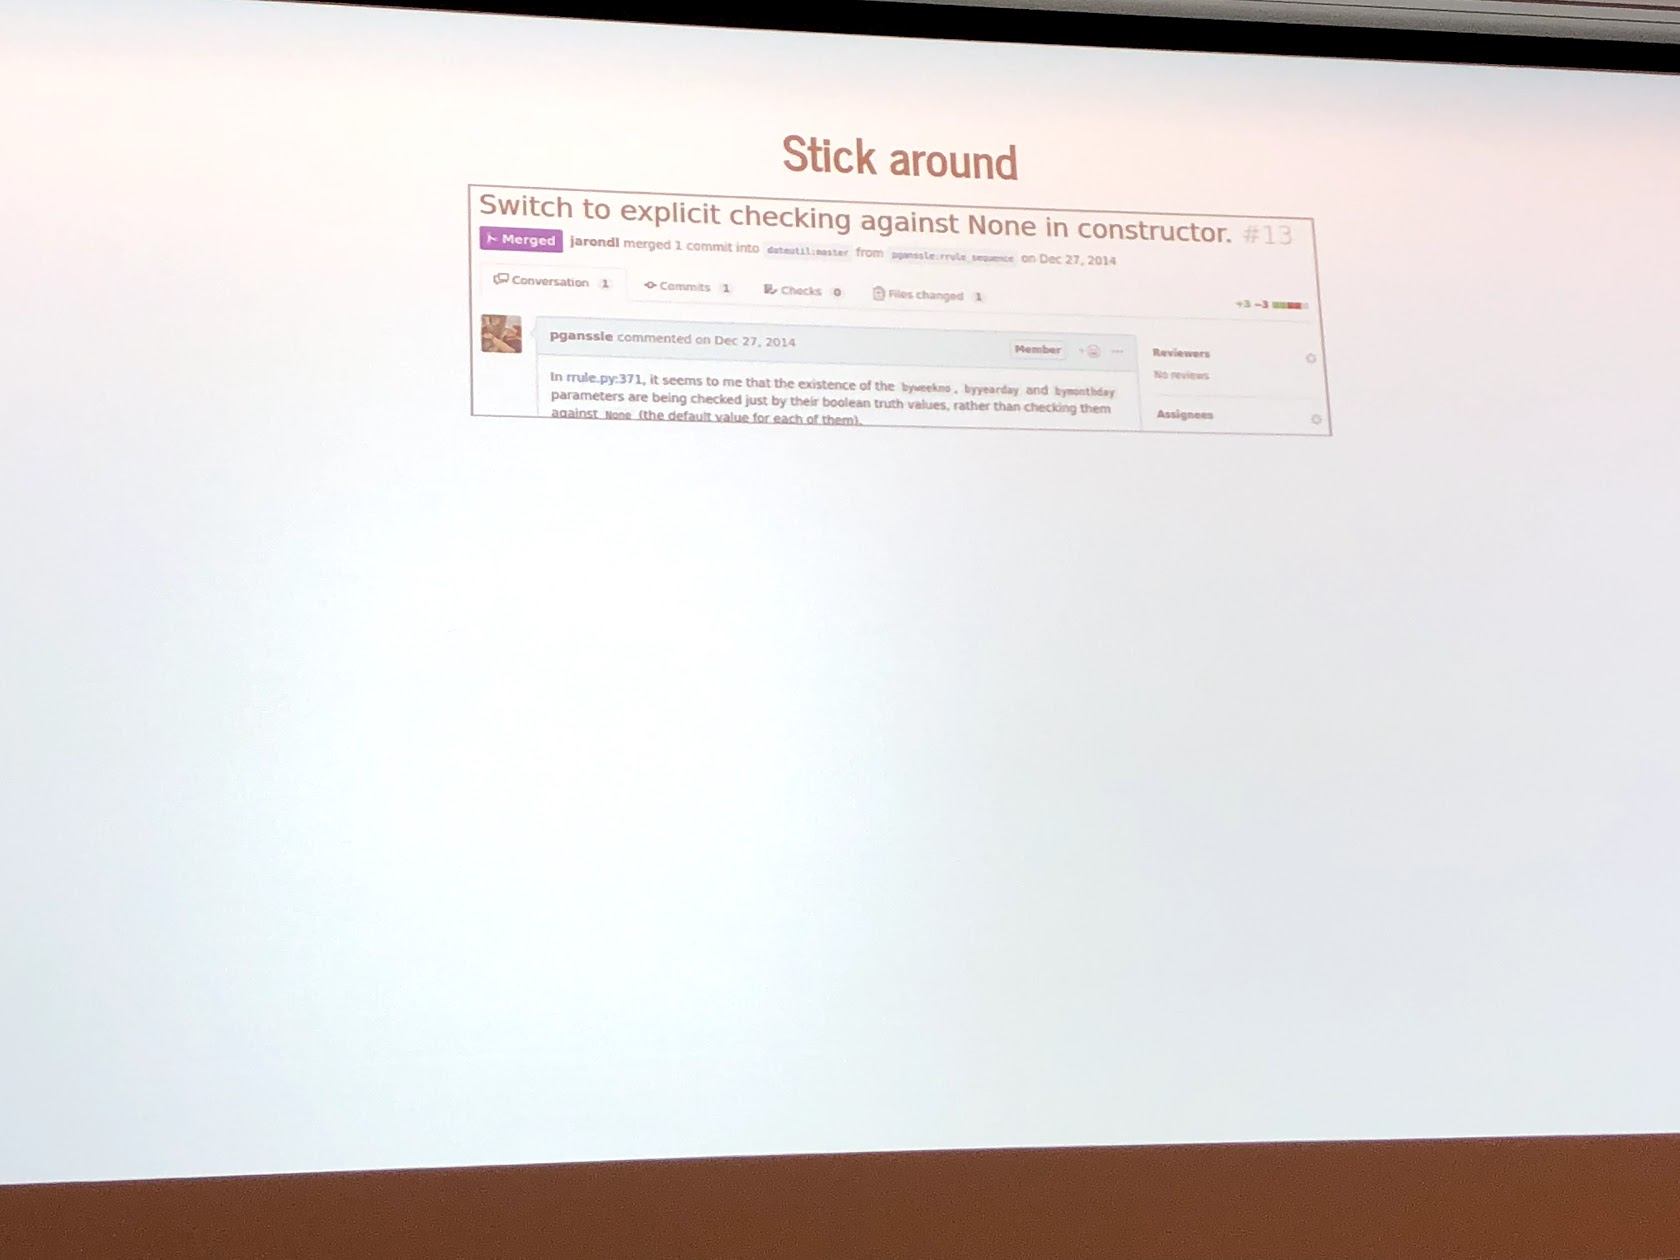 Stick around
Switch to explicit checking against None in constructor. #13
Merged jarondl merged 1 commit into dateutil:master from pganssle:rrule_sequence on Dec 27, 2014
Conversation 1 Commits 1 Checks 0 Files changed 1
+3 −3
pganssle commented on Dec 27, 2014
Member
Reviewers
No reviews
In rrule.py:371, it seems to me that the existence of the byweekno, byyearday and bymonthday
parameters are being checked just by their boolean truth values, rather than checking them
against None (the default value for each of them).
Assignees